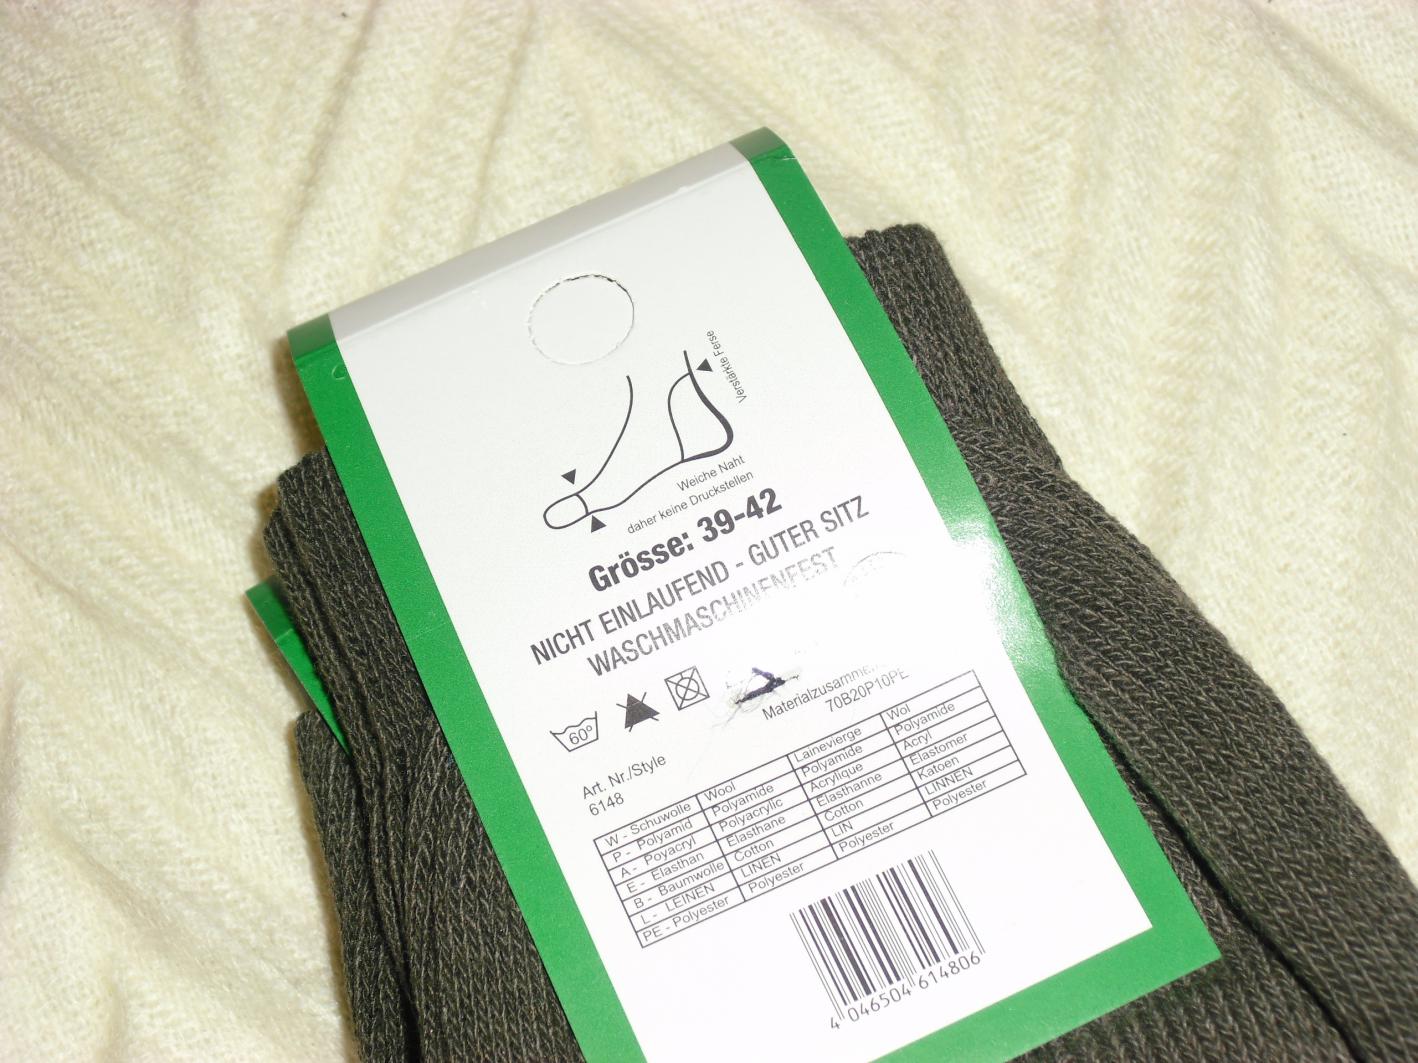 Verstärkte Ferse
Weiche Naht
daher keine Druckstellen
Grösse: 39-42
NICHT EINLAUFEND - GUTER SITZ
WASCHMASCHINENFEST
60°
70B20P10PE
Art. Nr./Style
6148
W - Schuwolle Wool Lainevierge Wol
P - Polyamid Polyamide Polyamide Polyamide
A - Poyacryl Polyacrylic Acrylique Acryl
E - Elasthan Elasthane Elasthanne Elastomer
B - Baumwolle Cotton Cotton Katoen
L - LEINEN LINEN LIN LINNEN
PE - Polyester Polyester Polyester Polyester
4 046504 614806